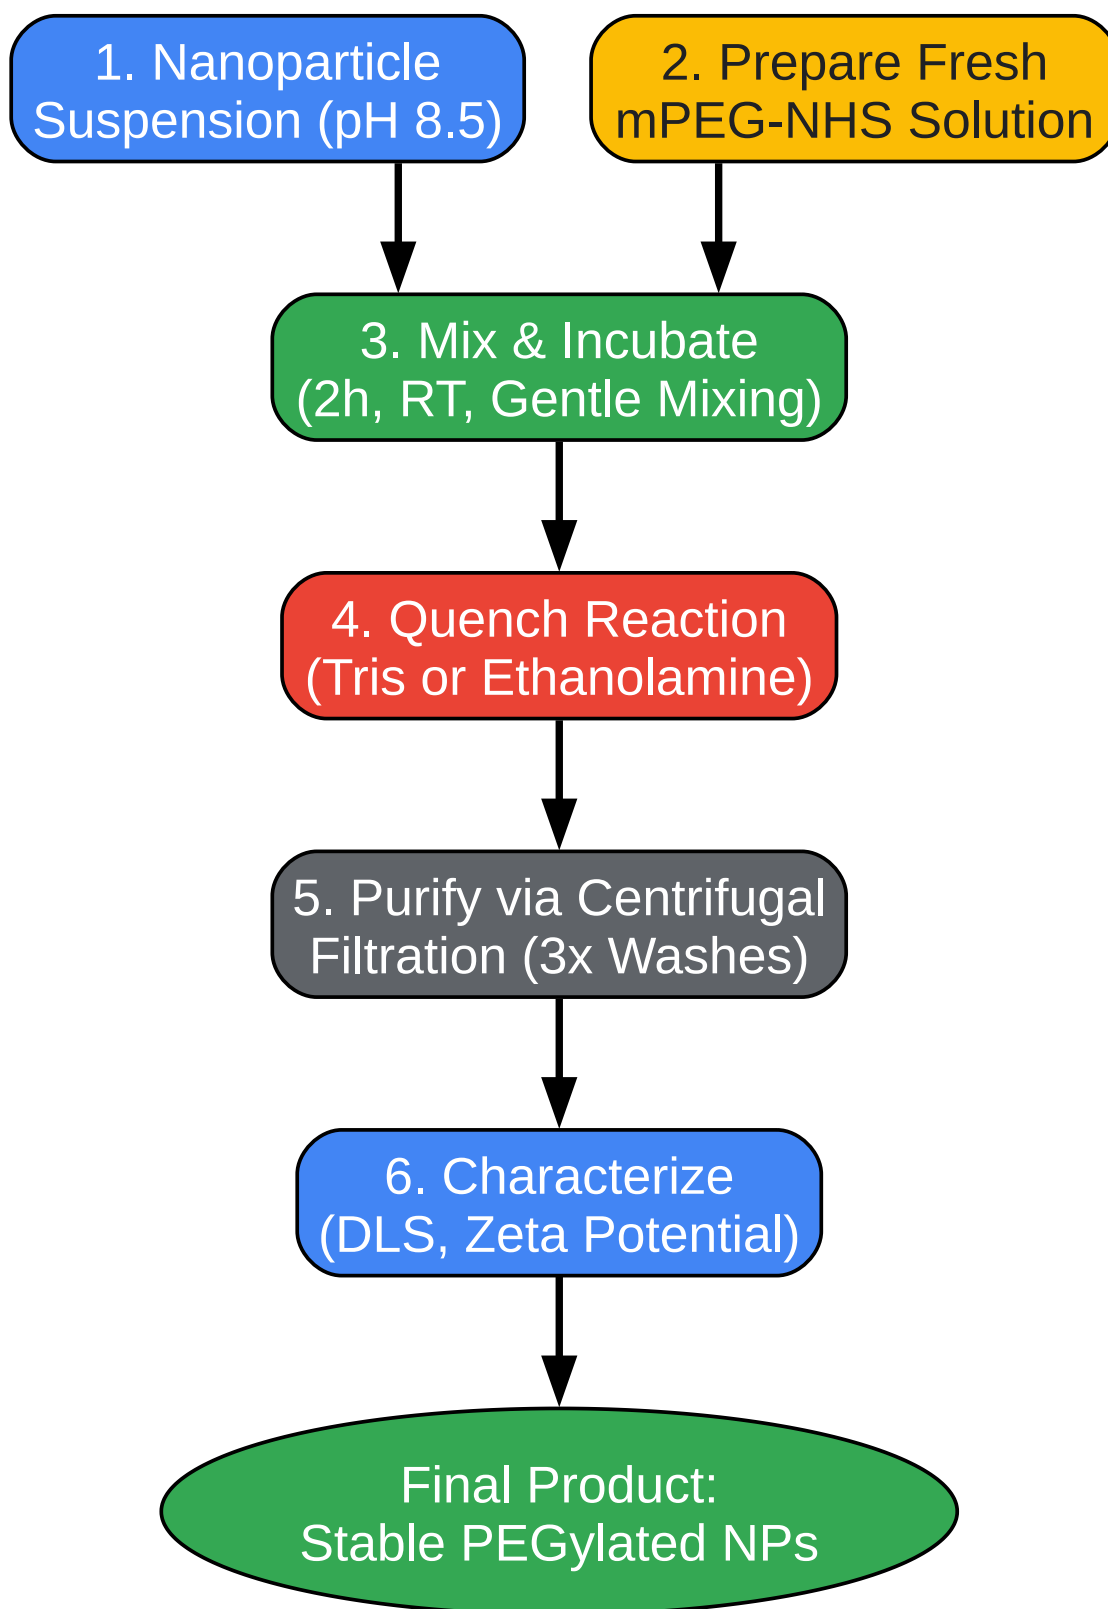 1. Nanoparticle
Suspension (pH 8.5)
2. Prepare Fresh
mPEG-NHS Solution
3. Mix & Incubate
(2h, RT, Gentle Mixing)
4. Quench Reaction
(Tris or Ethanolamine)
5. Purify via Centrifugal
Filtration (3x Washes)
6. Characterize
(DLS, Zeta Potential)
Final Product:
Stable PEGylated NPs